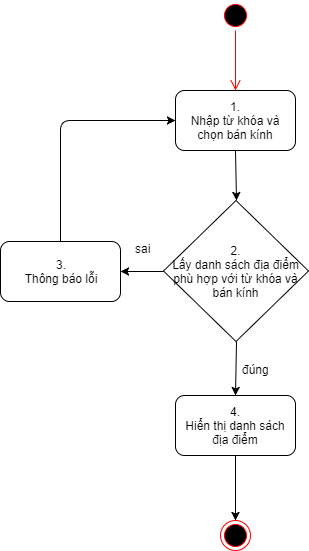 1.
Nhập từ khóa và
chọn bán kính
sai
2.
Lấy danh sách địa điểm
phù hợp với từ khóa và
bán kính
3.
Thông báo lỗi
đúng
4.
Hiển thị danh sách
địa điểm